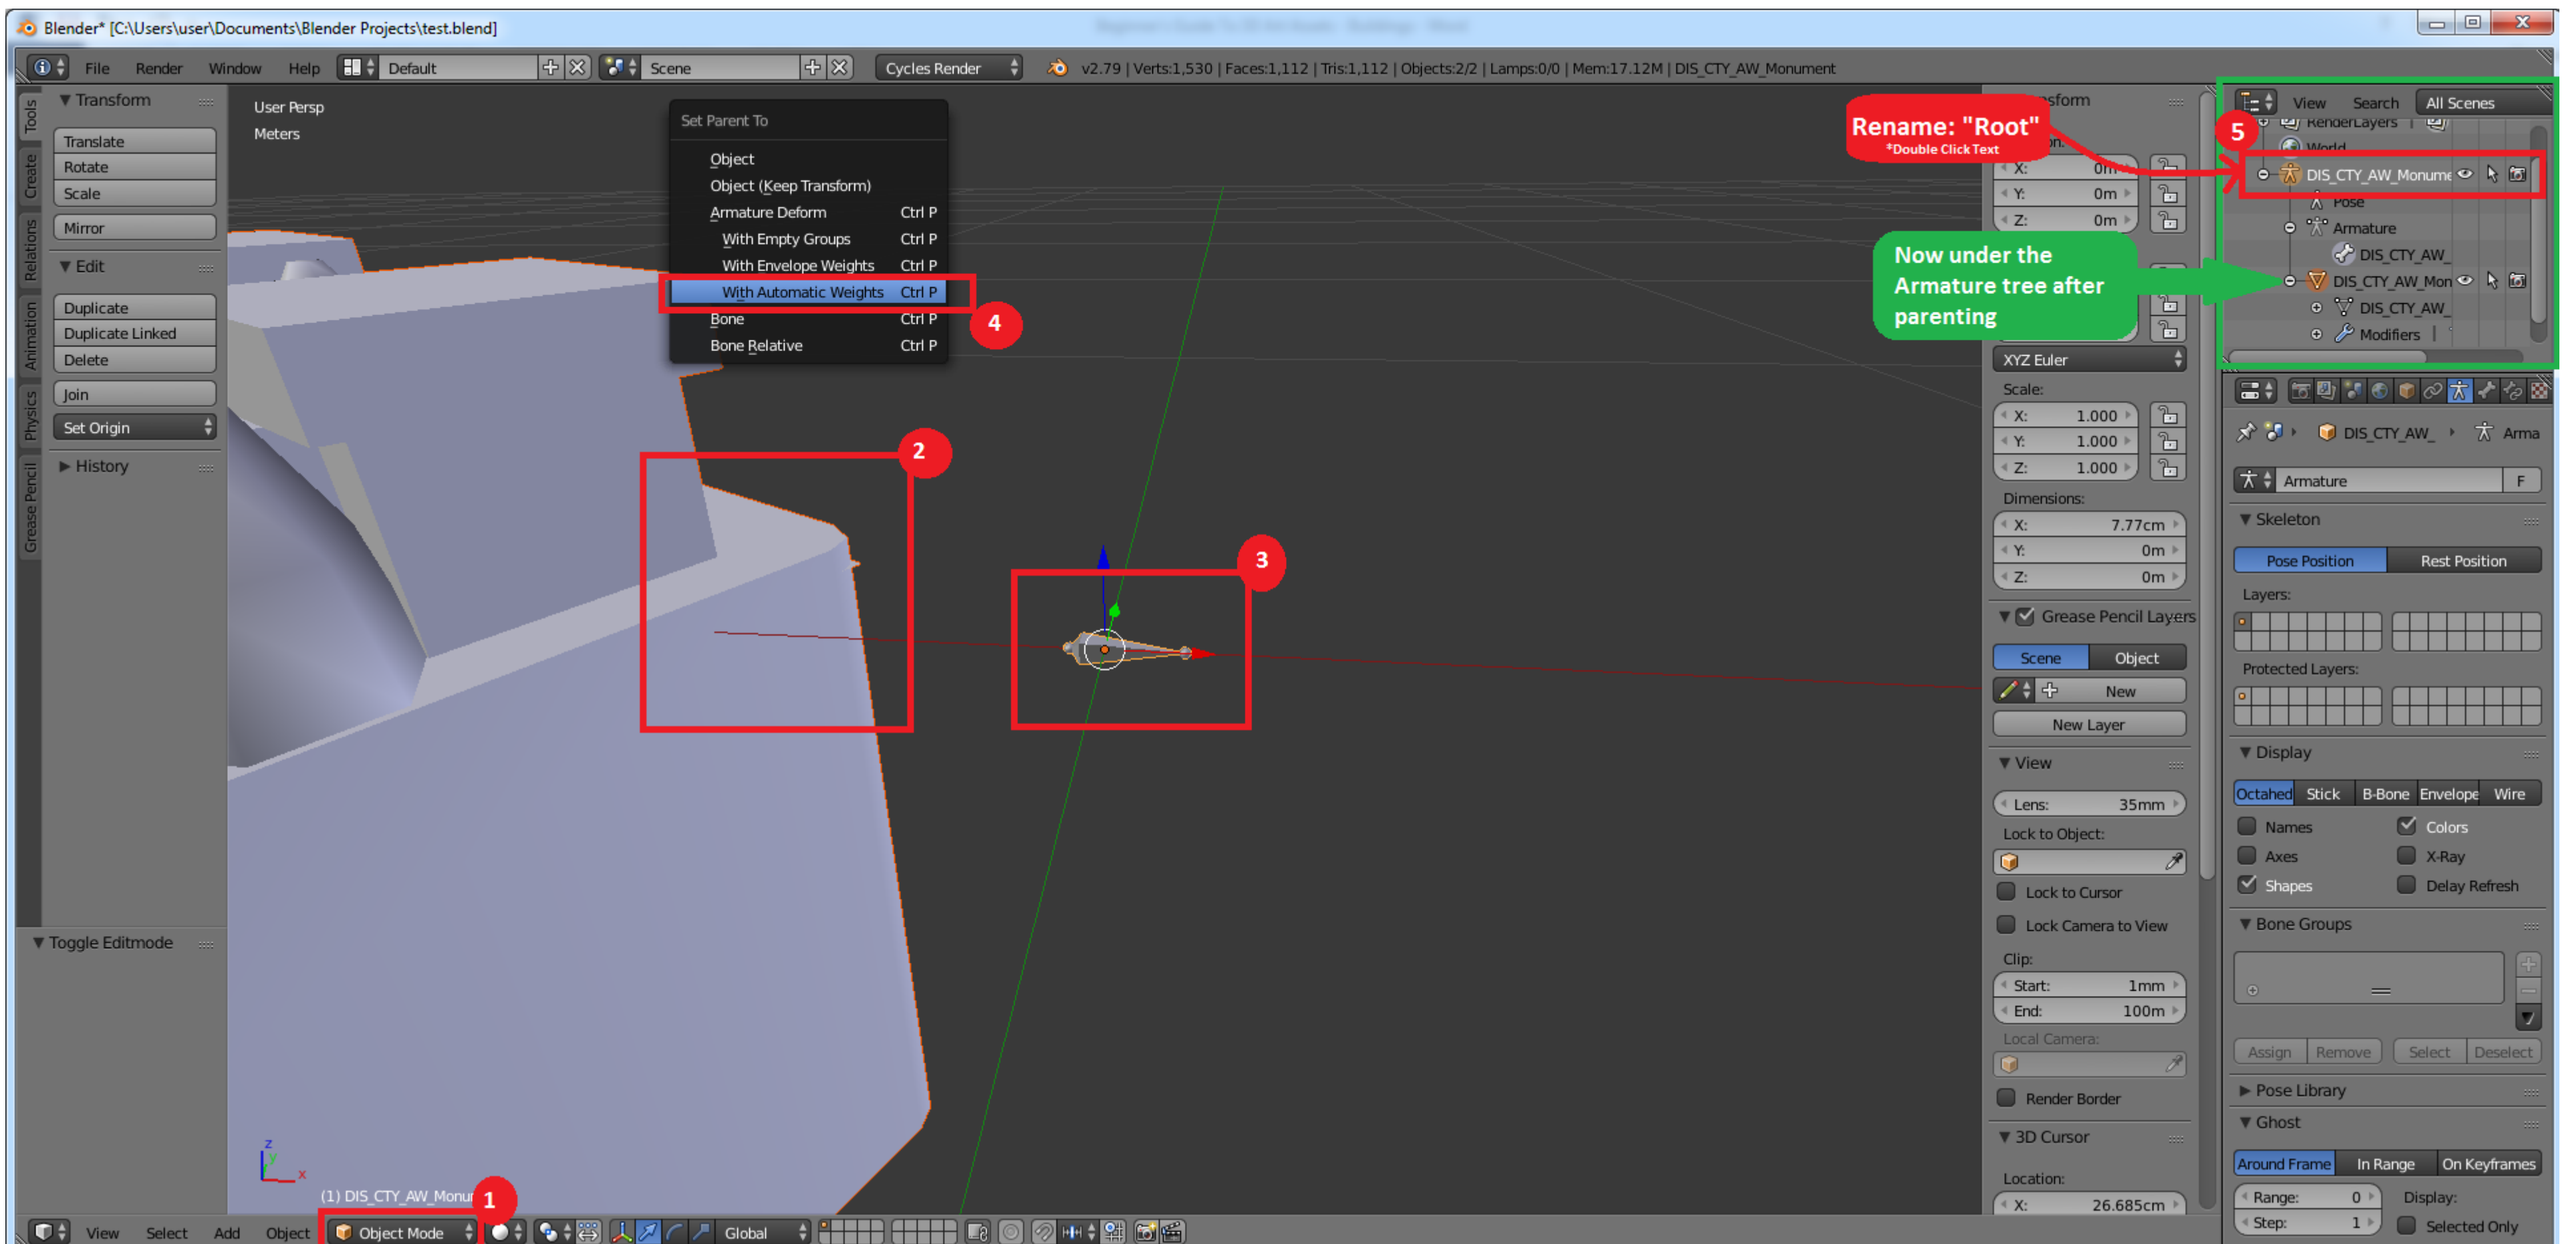 Blender* [C:\Users\user\Documents\Blender Projects\test.blend]
File Render Window Help Default Scene Cycles Render v2.79 | Verts:1,530 | Faces:1,112 | Tris:1,112 | Objects:2/2 | Lamps:0/0 | Mem:17.12M | DIS_CTY_AW_Monument
Tools
Create
Relations
Animation
Physics
Grease Pencil
Transform
Translate
Rotate
Scale
Mirror
Edit
Duplicate
Duplicate Linked
Delete
Join
Set Origin
History
Toggle Editmode
User Persp
Meters
Set Parent To
Object
Object (Keep Transform)
Armature Deform Ctrl P
With Empty Groups Ctrl P
With Envelope Weights Ctrl P
With Automatic Weights Ctrl P
Bone Ctrl P
Bone Relative Ctrl P
4
2
3
z
y
x
(1) DIS_CTY_AW_Monu
1
View Select Add Object Object Mode Global
Rename: "Root"
*Double Click Text
Now under the
Armature tree after
parenting
5
X: 0m
Y: 0m
Z: 0m
XYZ Euler
Scale:
X: 1.000
Y: 1.000
Z: 1.000
Dimensions:
X: 7.77cm
Y: 0m
Z: 0m
Grease Pencil Layers
Scene Object
New
New Layer
View
Lens: 35mm
Lock to Object:
Lock to Cursor
Lock Camera to View
Clip:
Start: 1mm
End: 100m
Local Camera:
Render Border
3D Cursor
Location:
X: 26.685cm
View Search All Scenes
RenderLayers |
World
DIS_CTY_AW_Monume
Pose
Armature
DIS_CTY_AW_
DIS_CTY_AW_Mon
DIS_CTY_AW_
Modifiers |
DIS_CTY_AW_ Arma
Armature F
Skeleton
Pose Position Rest Position
Layers:
Protected Layers:
Display
Octahed Stick B-Bone Envelope Wire
Names Colors
Axes X-Ray
Shapes Delay Refresh
Bone Groups
Assign Remove Select Deselect
Pose Library
Ghost
Around Frame In Range On Keyframes
Range: 0 Display:
Step: 1 Selected Only